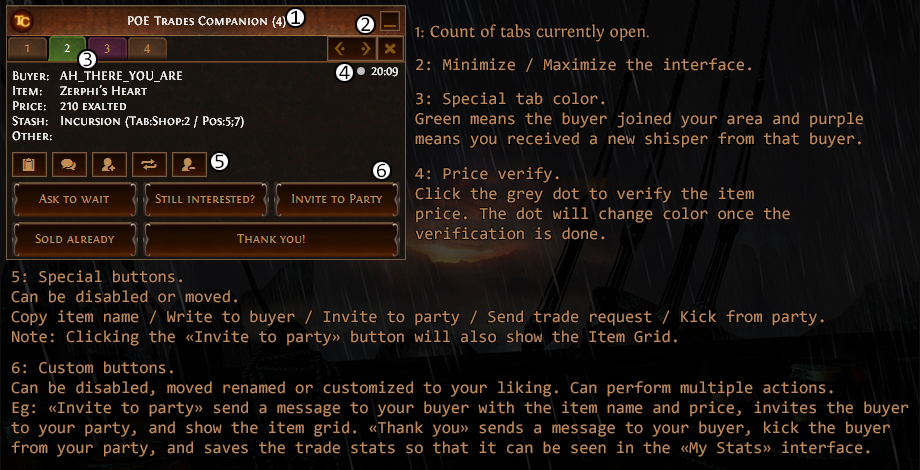 TC
POE Trades Companion (4) 1
2
1 2 3 4
3
Buyer: AH_THERE_YOU_ARE
4 20:09
Item: Zerphi's Heart
Price: 210 exalted
Stash: Incursion (Tab:Shop:2 / Pos:5;7)
Other:
5
6
Ask to wait Still interested? Invite to Party
Sold already Thank you!
1: Count of tabs currently open.
2: Minimize / Maximize the interface.
3: Special tab color.
Green means the buyer joined your area and purple
means you received a new shisper from that buyer.
4: Price verify.
Click the grey dot to verify the item
price. The dot will change color once the
verification is done.
5: Special buttons.
Can be disabled or moved.
Copy item name / Write to buyer / Invite to party / Send trade request / Kick from party.
Note: Clicking the «Invite to party» button will also show the Item Grid.
6: Custom buttons.
Can be disabled, moved renamed or customized to your liking. Can perform multiple actions.
Eg: «Invite to party» send a message to your buyer with the item name and price, invites the buyer
to your party, and show the item grid. «Thank you» sends a message to your buyer, kick the buyer
from your party, and saves the trade stats so that it can be seen in the «My Stats» interface.